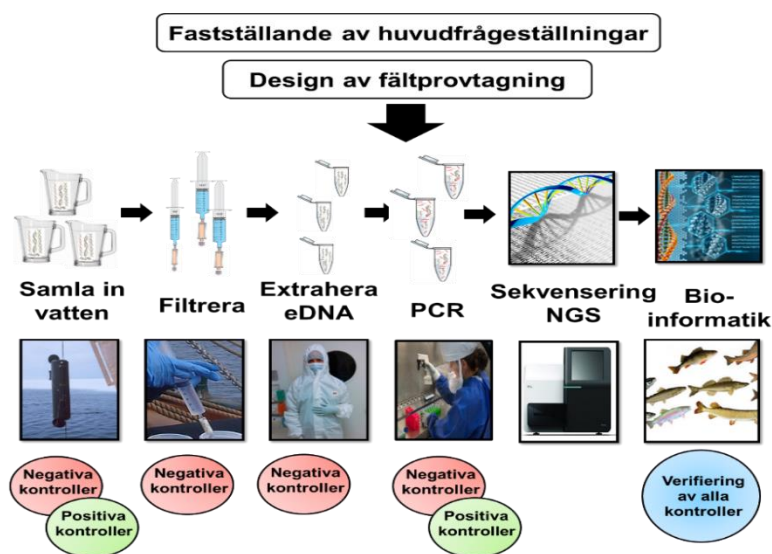 Fastställande av huvudfrågeställningar
Design av fältprovtagning
Samla in
vatten
Filtrera
Extrahera
eDNA
PCR
Sekvensering
NGS
Bio-
informatik
Negativa
kontroller
Positiva
kontroller
Negativa
kontroller
Negativa
kontroller
Negativa
kontroller
Positiva
kontroller
Verifiering
av alla
kontroller